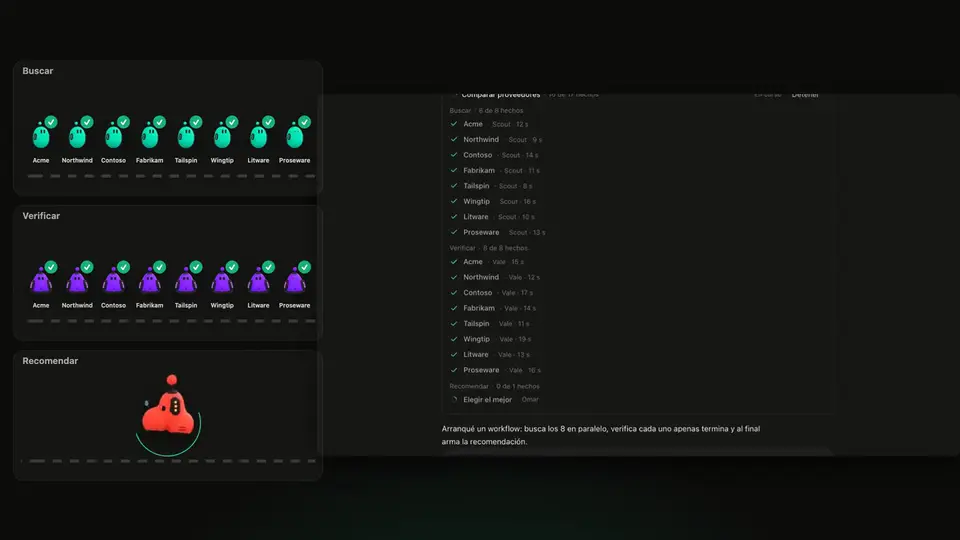 Buscar
Acme Northwind Contoso Fabrikam Tailspin Wingtip Litware Proseware
Verificar
Acme Northwind Contoso Fabrikam Tailspin Wingtip Litware Proseware
Recomendar
Comparar proveedores · 16 de 17 hechos
Detener
Buscar · 8 de 8 hechos
Acme · Scout · 12 s
Northwind · Scout · 9 s
Contoso · Scout · 14 s
Fabrikam · Scout · 11 s
Tailspin · Scout · 8 s
Wingtip · Scout · 16 s
Litware · Scout · 10 s
Proseware · Scout · 13 s
Verificar · 8 de 8 hechos
Acme · Vale · 15 s
Northwind · Vale · 12 s
Contoso · Vale · 17 s
Fabrikam · Vale · 14 s
Tailspin · Vale · 11 s
Wingtip · Vale · 19 s
Litware · Vale · 13 s
Proseware · Vale · 16 s
Recomendar · 0 de 1 hechos
Elegir el mejor Omar
Arranqué un workflow: busca los 8 en paralelo, verifica cada uno apenas termina y al final
arma la recomendación.